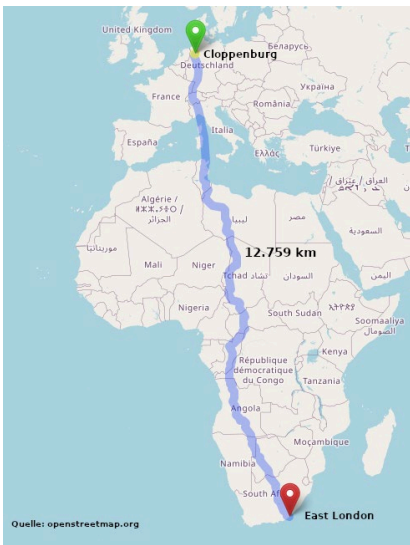 United Kingdom
Беларусь
Cloppenburg
Deutschland
Україна
France
România
Italia
España
Ελλάς
Türkiye
Algérie /
الجزائر
ليبيا
مصر
السعودية
موريتانيا
12.759 km
Mali
Niger
Tchad تشاد
السودان
اليمن
Nigeria
South Sudan
Soomaaliya
الصومال
République
démocratique
du Congo
Kenya
Tanzania
Angola
Moçambique
Namibia
South Af
East London
Quelle: openstreetmap.org